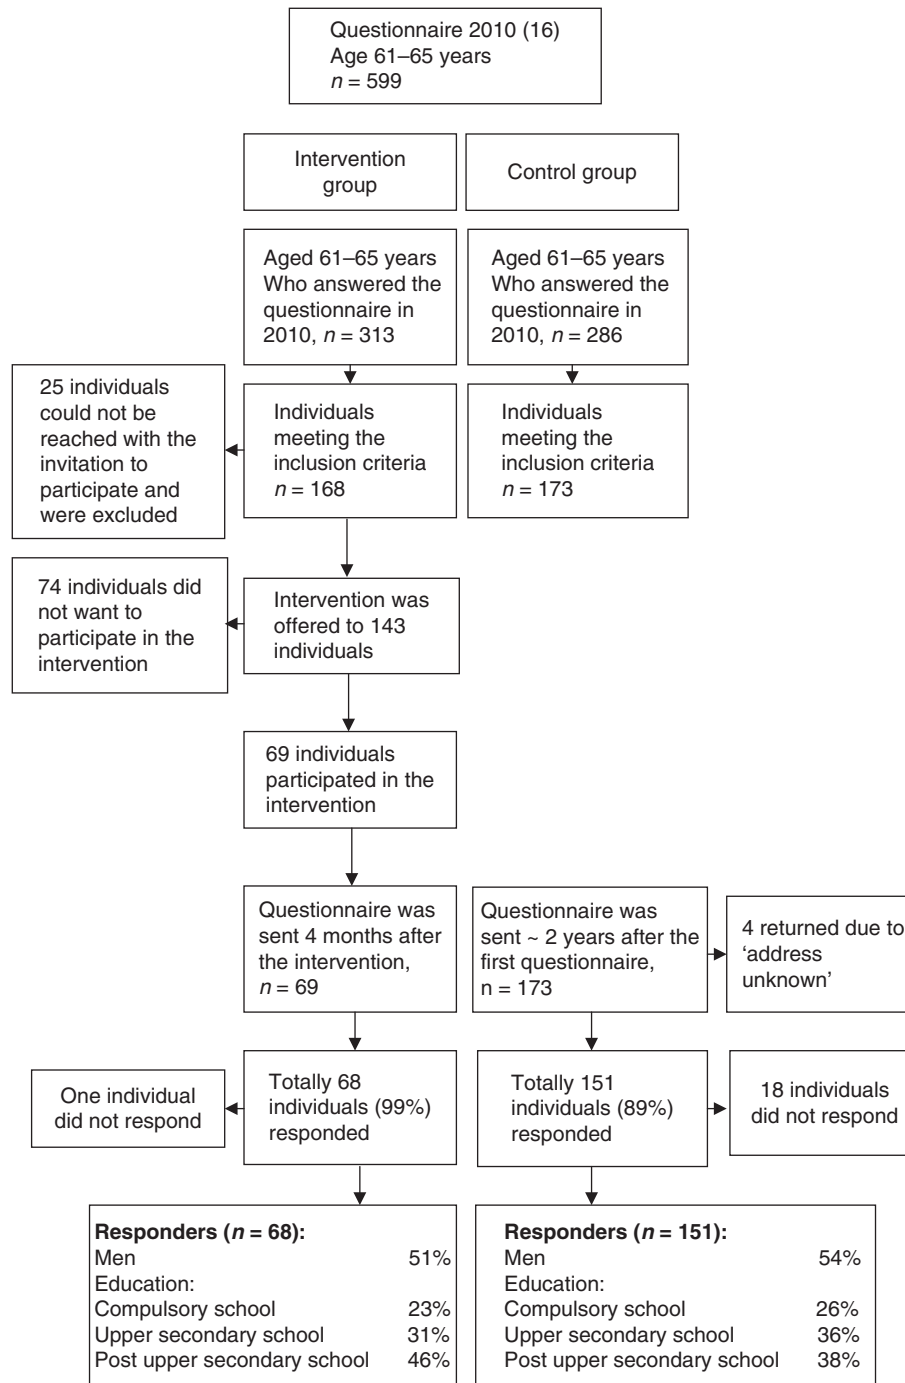 Questionnaire 2010 (16)
Age 61–65 years
n = 599
Intervention
group
Control group
Aged 61–65 years
Who answered the
questionnaire in
2010, n = 313
Aged 61–65 years
Who answered the
questionnaire in
2010, n = 286
25 individuals
could not be
reached with the
invitation to
participate and
were excluded
Individuals
meeting the
inclusion criteria
n = 168
Individuals
meeting the
inclusion criteria
n = 173
74 individuals did
not want to
participate in the
intervention
Intervention was
offered to 143
individuals
69 individuals
participated in the
intervention
Questionnaire was
sent 4 months after
the intervention,
n = 69
Questionnaire was
sent ~ 2 years after the
first questionnaire,
n = 173
4 returned due to
‘address
unknown’
One individual
did not respond
Totally 68
individuals (99%)
responded
Totally 151
individuals (89%)
responded
18 individuals
did not respond
Responders (n = 68):
Men 51%
Education:
Compulsory school 23%
Upper secondary school 31%
Post upper secondary school 46%
Responders (n = 151):
Men 54%
Education:
Compulsory school 26%
Upper secondary school 36%
Post upper secondary school 38%